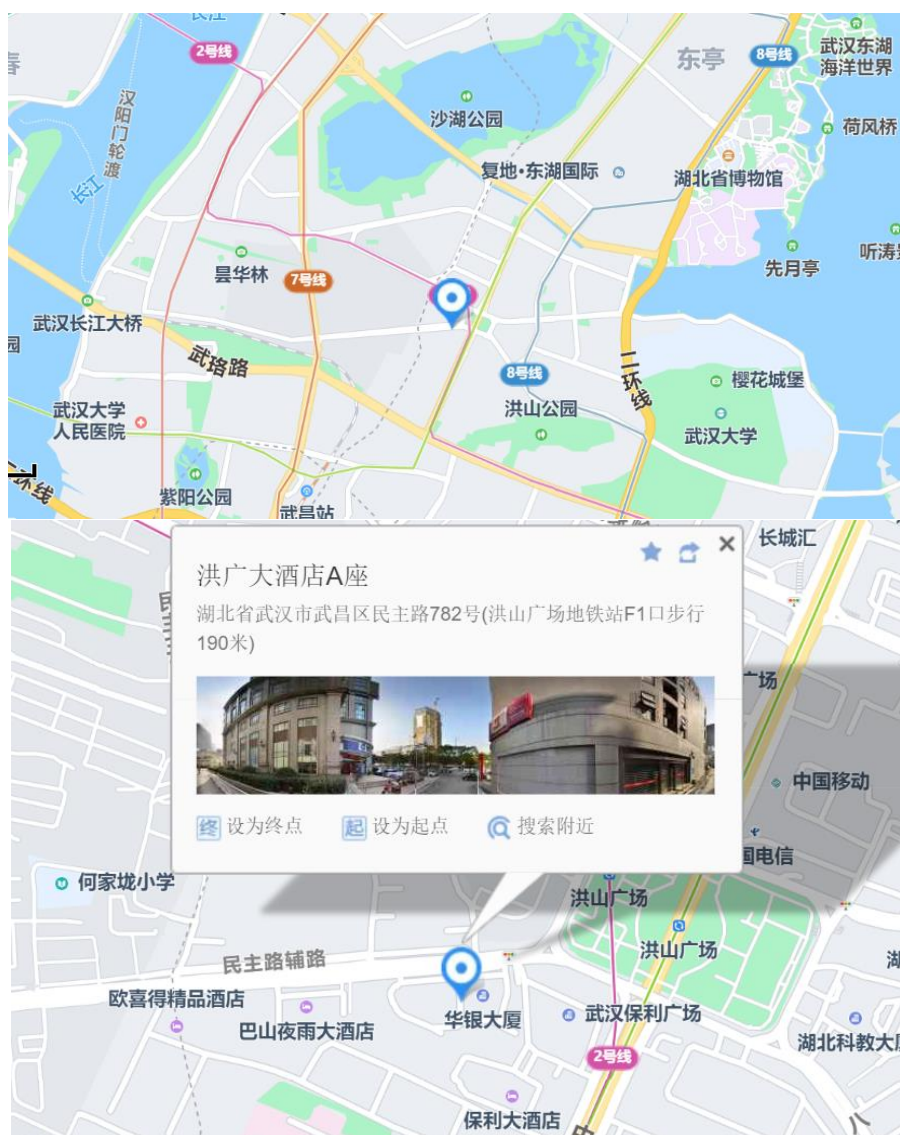 长江
2号线
东亭
8号线
武汉东湖
海洋世界
春
汉阳门轮渡
沙湖公园
荷风桥
复地·东湖国际
湖北省博物馆
长江
昙华林
7号线
先月亭
听涛
武汉长江大桥
园
武珞路
8号线
二环线
樱花城堡
洪山公园
武汉大学
人民医院
武汉大学
二环线
紫阳公园
武昌站
长城汇
洪广大酒店A座
湖北省武汉市武昌区民主路782号(洪山广场地铁站F1口步行
190米)
广场
中国移动
终 设为终点
起 设为起点
搜索附近
国电信
何家垅小学
洪山广场
洪山广场
湖
民主路辅路
欧喜得精品酒店
巴山夜雨大酒店
华银大厦
武汉保利广场
湖北科教大厦
2号线
保利大酒店
中
八